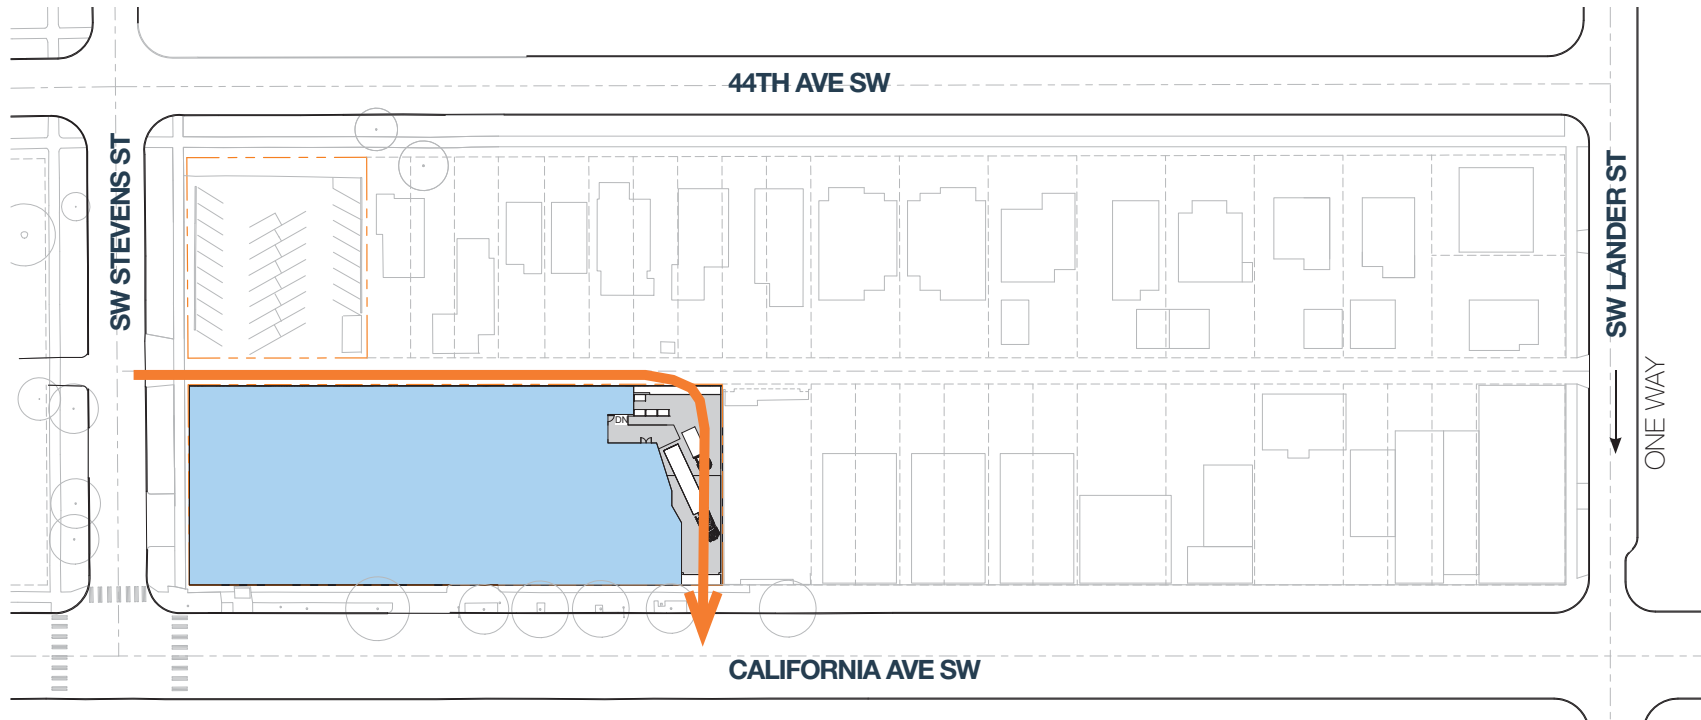 44TH AVE SW
SW STEVENS ST
SW LANDER ST
ONE WAY
DN
CALIFORNIA AVE SW